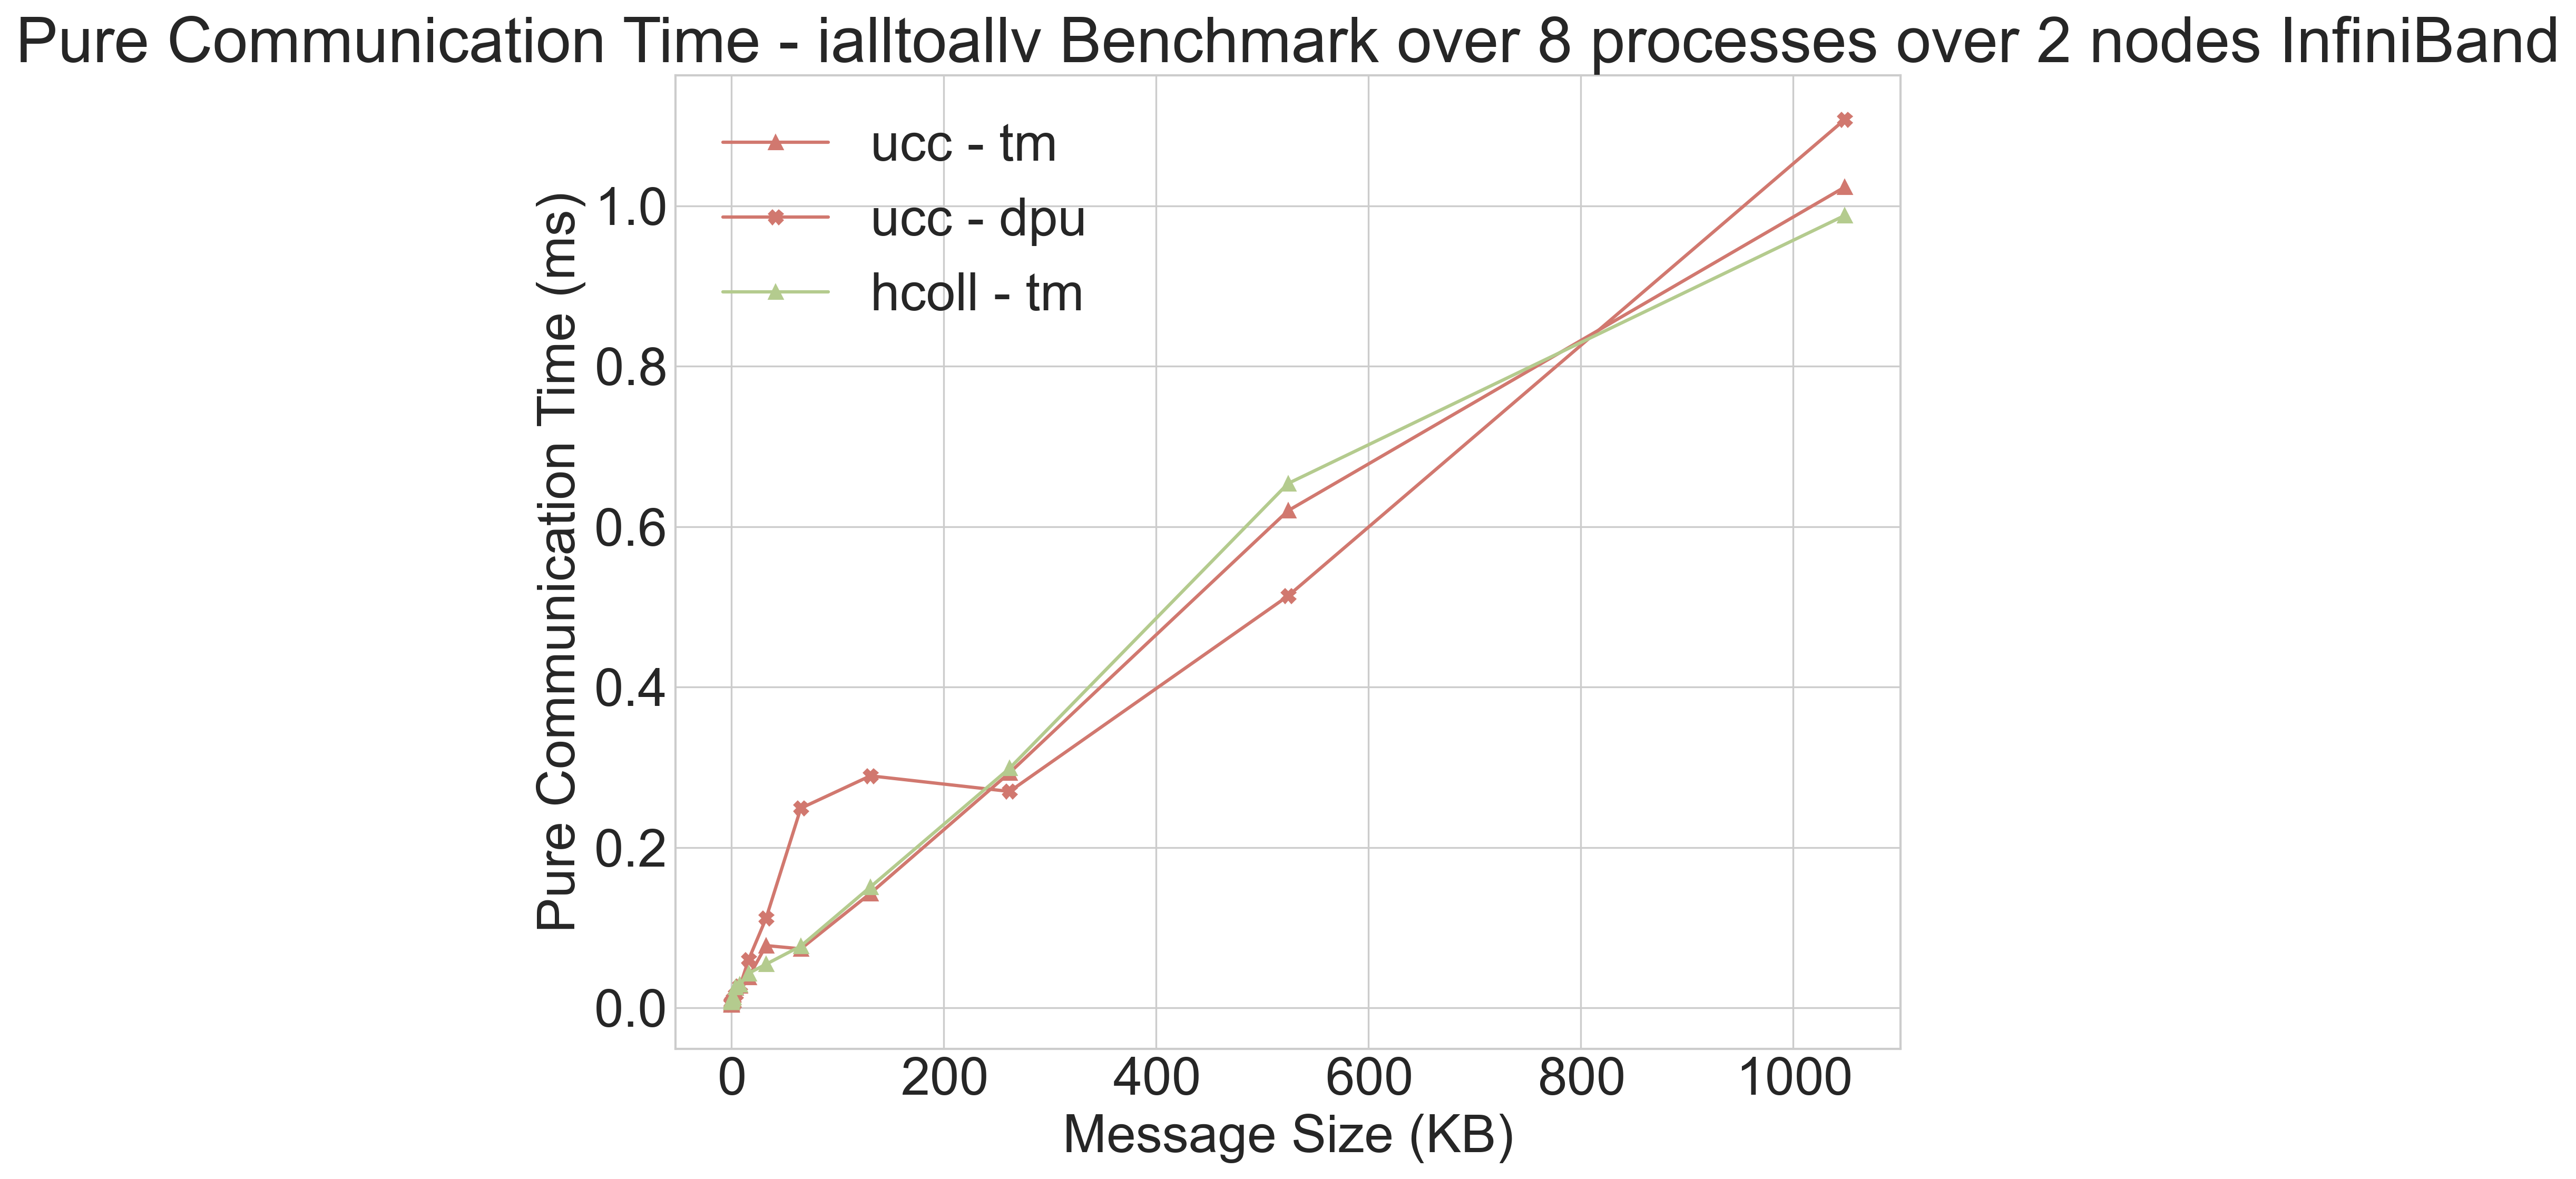 Pure Communication Time - ialltoallv Benchmark over 8 processes over 2 nodes InfiniBand
ucc - tm
ucc - dpu
hcoll - tm
Pure Communication Time (ms)
1.0
0.8
0.6
0.4
0.2
0.0
0 200 400 600 800 1000
Message Size (KB)